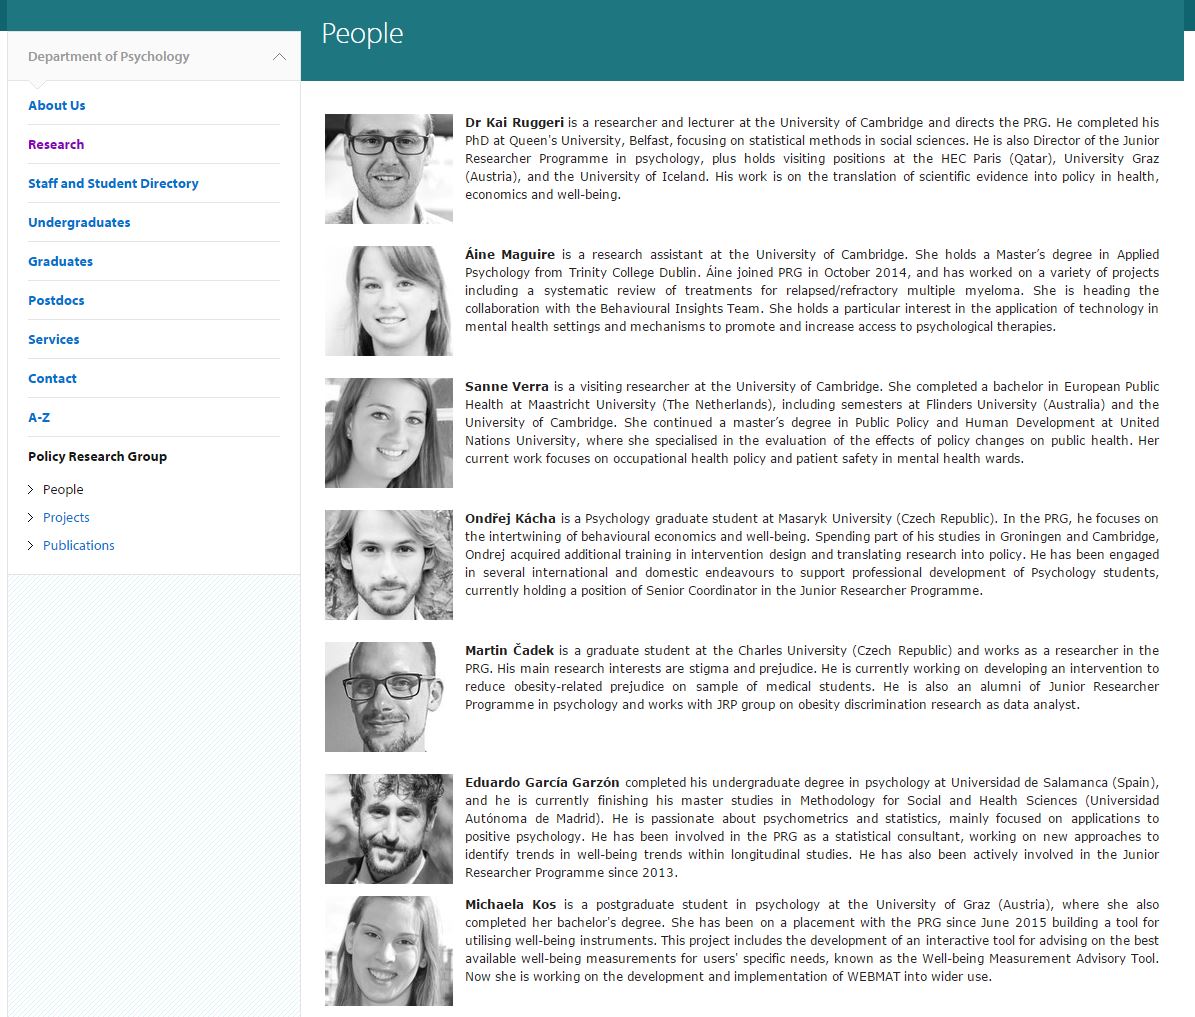 People
Department of Psychology
About Us
Research
Staff and Student Directory
Undergraduates
Graduates
Postdocs
Services
Contact
A-Z
Policy Research Group
People
Projects
Publications
Dr Kai Ruggeri is a researcher and lecturer at the University of Cambridge and directs the PRG. He completed his
PhD at Queen's University, Belfast, focusing on statistical methods in social sciences. He is also Director of the Junior
Researcher Programme in psychology, plus holds visiting positions at the HEC Paris (Qatar), University Graz
(Austria), and the University of Iceland. His work is on the translation of scientific evidence into policy in health,
economics and well-being.
Áine Maguire is a research assistant at the University of Cambridge. She holds a Master’s degree in Applied
Psychology from Trinity College Dublin. Áine joined PRG in October 2014, and has worked on a variety of projects
including a systematic review of treatments for relapsed/refractory multiple myeloma. She is heading the
collaboration with the Behavioural Insights Team. She holds a particular interest in the application of technology in
mental health settings and mechanisms to promote and increase access to psychological therapies.
Sanne Verra is a visiting researcher at the University of Cambridge. She completed a bachelor in European Public
Health at Maastricht University (The Netherlands), including semesters at Flinders University (Australia) and the
University of Cambridge. She continued a master’s degree in Public Policy and Human Development at United
Nations University, where she specialised in the evaluation of the effects of policy changes on public health. Her
current work focuses on occupational health policy and patient safety in mental health wards.
Ondřej Kácha is a Psychology graduate student at Masaryk University (Czech Republic). In the PRG, he focuses on
the intertwining of behavioural economics and well-being. Spending part of his studies in Groningen and Cambridge,
Ondrej acquired additional training in intervention design and translating research into policy. He has been engaged
in several international and domestic endeavours to support professional development of Psychology students,
currently holding a position of Senior Coordinator in the Junior Researcher Programme.
Martin Čadek is a graduate student at the Charles University (Czech Republic) and works as a researcher in the
PRG. His main research interests are stigma and prejudice. He is currently working on developing an intervention to
reduce obesity-related prejudice on sample of medical students. He is also an alumni of Junior Researcher
Programme in psychology and works with JRP group on obesity discrimination research as data analyst.
Eduardo García Garzón completed his undergraduate degree in psychology at Universidad de Salamanca (Spain),
and he is currently finishing his master studies in Methodology for Social and Health Sciences (Universidad
Autónoma de Madrid). He is passionate about psychometrics and statistics, mainly focused on applications to
positive psychology. He has been involved in the PRG as a statistical consultant, working on new approaches to
identify trends in well-being trends within longitudinal studies. He has also been actively involved in the Junior
Researcher Programme since 2013.
Michaela Kos is a postgraduate student in psychology at the University of Graz (Austria), where she also
completed her bachelor's degree. She has been on a placement with the PRG since June 2015 building a tool for
utilising well-being instruments. This project includes the development of an interactive tool for advising on the best
available well-being measurements for users' specific needs, known as the Well-being Measurement Advisory Tool.
Now she is working on the development and implementation of WEBMAT into wider use.